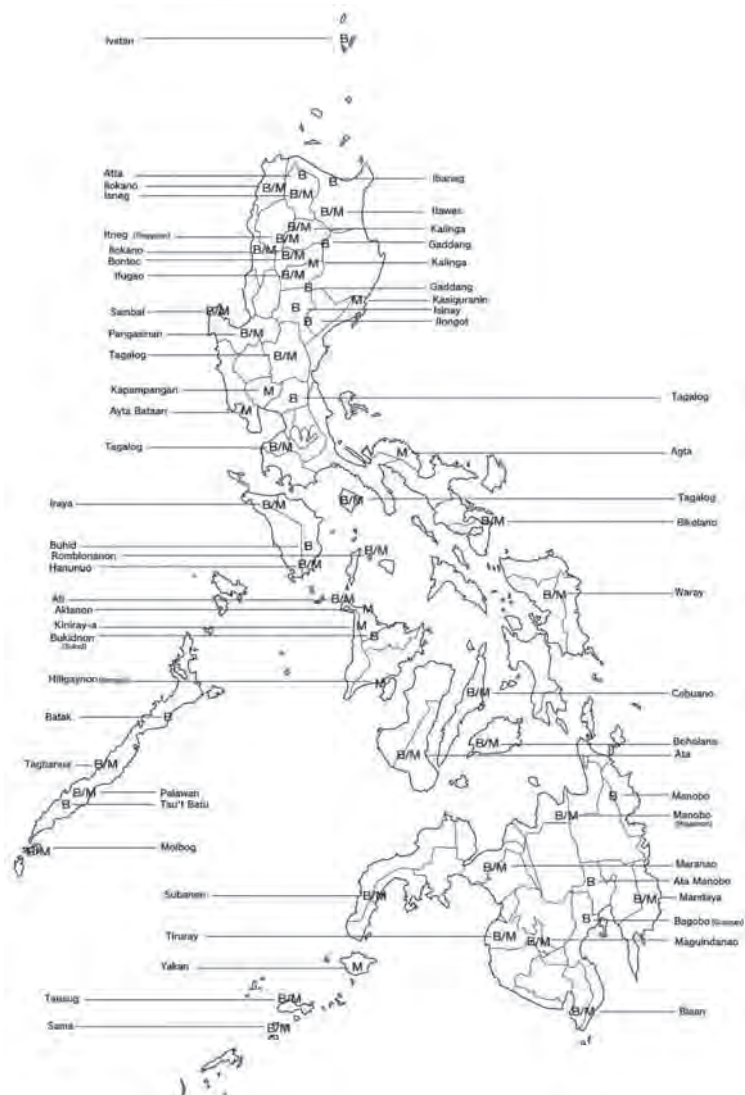 Ivatan
B
Atta
B
B
Ibanag
Ilokano
B/M
Isneg
B/M
B/M
Itawes
B/M
Kalinga
Itneg
B/M
B
Gaddang
Ilokano
B/M
Bontoc
B/M
M
Kalinga
Ifugao
B/M
B
Gaddang
M
Kasiguranin
B
Isinay
Sambal
B/M
B
Ilongot
Pangasinan
B/M
Tagalog
B/M
Kapampangan
M
B
Tagalog
Ayta Bataan
M
Tagalog
B/M
M
Agta
Iraya
B/M
B/M
Tagalog
B/M
Bikolano
Buhid
B
Romblomanon
B/M
Hanunuo
B/M
Ati
B/M
B/M
Waray
Aklanon
M
Kiniray-a
M
Bukidnon
B
Hiligaynon
M
B/M
Cebuano
Batak
B
B/M
Boholano
B/M
Ata
Tagbanua
B/M
Palawan
B/M
B
Manobo
Tau't Batu
B
B/M
Manobo
Molbog
B/M
B/M
Maranao
B
Ata Manobo
Subanen
B/M
B/M
Mandaya
B
Bagobo
Tiruray
B/M
B/M
Maguindanao
Yakan
M
Tausug
B/M
B/M
Blaan
Sama
B/M